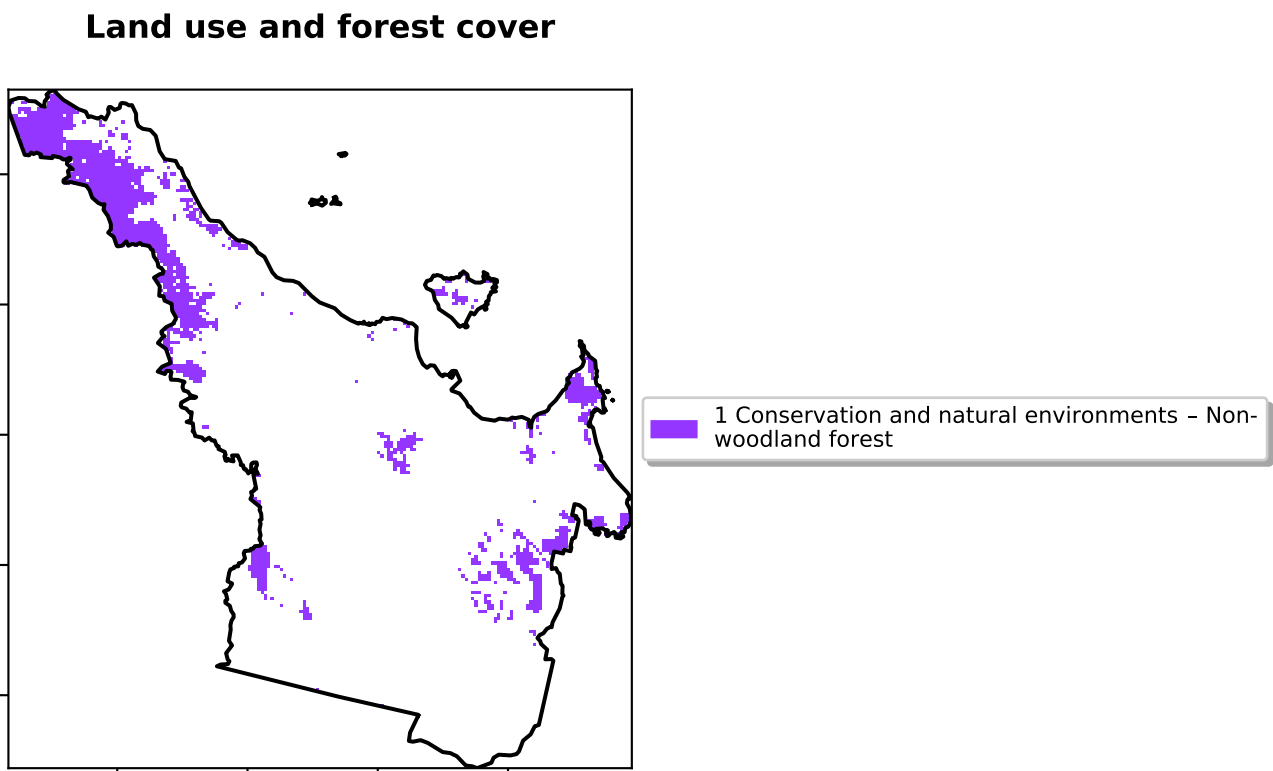 Land use and forest cover
1 Conservation and natural environments – Non-
woodland forest